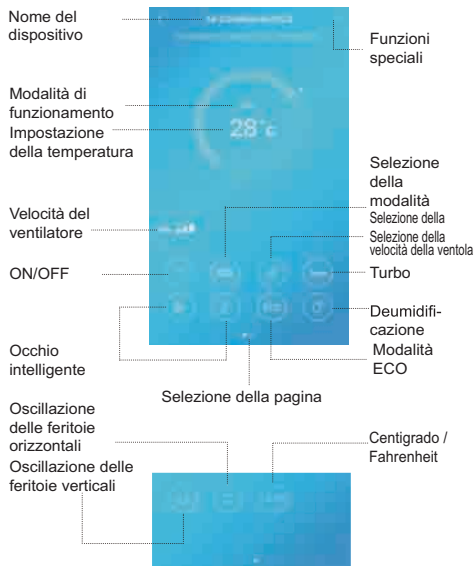 Nome del
dispositivo
Funzioni
speciali
Modalità di
funzionamento
Impostazione
della temperatura
28°c
Selezione
della
modalità
Selezione della
Selezione della
velocità della ventola
Velocità del
ventilatore
ON/OFF
Turbo
Deumidifi-
cazione
Modalità
ECO
Occhio
intelligente
Selezione della pagina
Oscillazione
delle feritoie
orizzontali
Oscillazione delle
feritoie verticali
Centigrado /
Fahrenheit